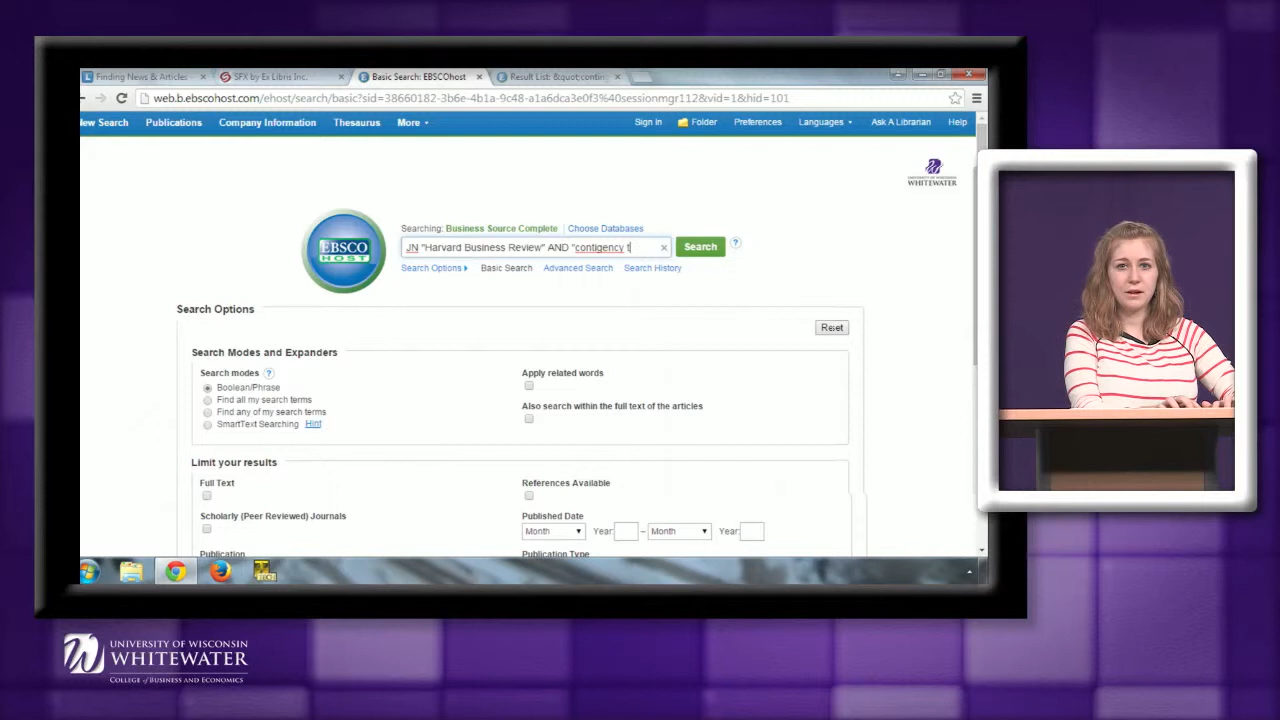 Finding News & Articles
SFX by Ex Libris Inc.
Basic Search: EBSCOhost
Result List: &quot;conting
web.b.ebscohost.com/ehost/search/basic?sid=38660182-3b6e-4b1a-9c48-a1a6dca3e0f3%40sessionmgr112&vid=1&hid=101
ew Search Publications Company Information Thesaurus More Sign in Folder Preferences Languages Ask A Librarian Help
UNIVERSITY OF WISCONSIN
WHITEWATER
Searching: Business Source Complete Choose Databases
EBSCO
HOST
JN "Harvard Business Review" AND "contigency t
Search
?
Search Options Basic Search Advanced Search Search History
Search Options
Reset
Search Modes and Expanders
Search modes ?
Boolean/Phrase
Find all my search terms
Find any of my search terms
SmartText Searching Hint
Apply related words
Also search within the full text of the articles
Limit your results
Full Text
References Available
Scholarly (Peer Reviewed) Journals
Published Date
Month Year: – Month Year:
Publication
Publication Type
UNIVERSITY OF WISCONSIN
WHITEWATER
COLLEGE of BUSINESS AND ECONOMICS